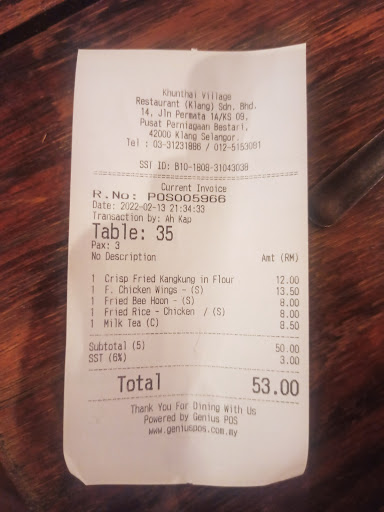 Khunthai Village
Restaurant (Klang) Sdn. Bhd.
14, Jln Permata 1A/KS 09,
Pusat Perniagaan Bestari,
42000 Klang Selangor.
Tel : 03-31231886 / 012-5153081
SST ID: B10-1808-31043038
Current Invoice
R.No: POS005966
Date: 2022-02-13 21:34:33
Transaction by: Ah Kap
Table: 35
Pax: 3
No Description Amt (RM)
1 Crisp Fried Kangkung in Flour 12.00
1 F. Chicken Wings - (S) 13.50
1 Fried Bee Hoon - (S) 8.00
1 Fried Rice - Chicken / (S) 8.00
1 Milk Tea (C) 8.50
Subtotal (5) 50.00
SST (6%) 3.00
Total 53.00
Thank You For Dining With Us
Powered by Genius POS
www.geniuspos.com.my